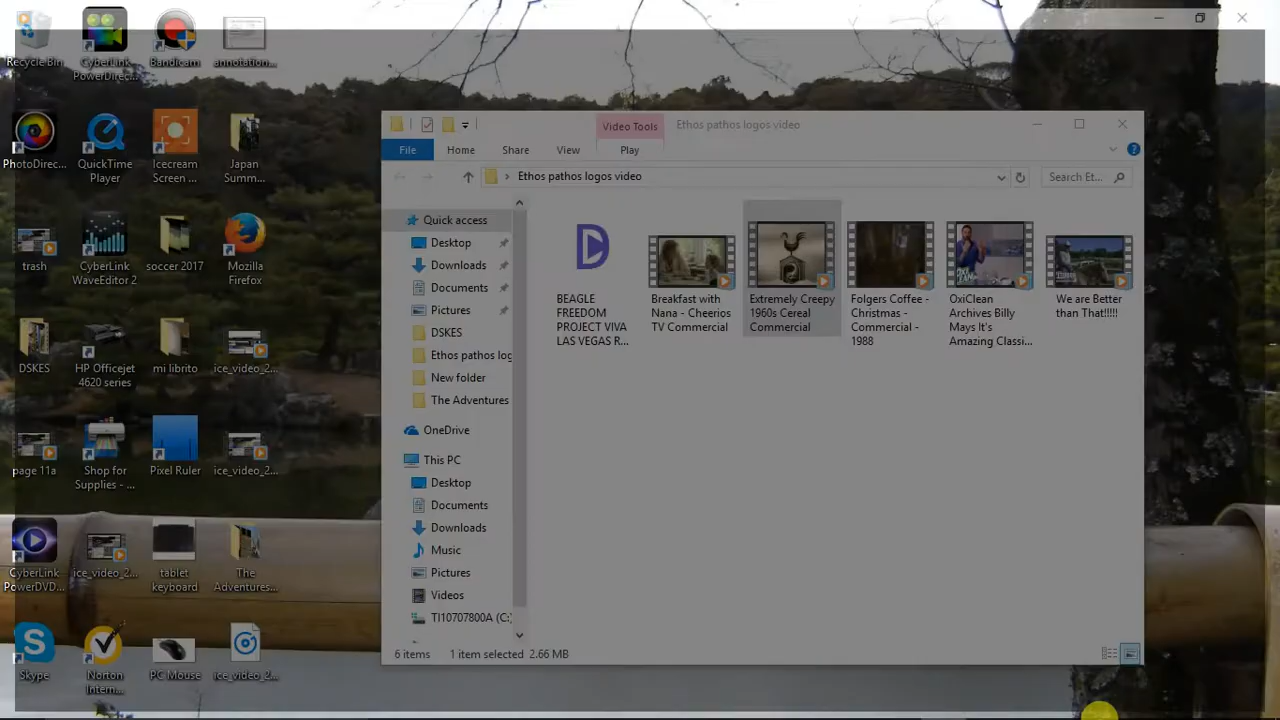 Recycle Bin
CyberLink
PowerDirec...
Bandicam
annotation...
PhotoDirec...
QuickTime
Player
Icecream
Screen ...
Japan
Summ...
trash
CyberLink
WaveEditor 2
soccer 2017
Mozilla
Firefox
DSKES
HP Officejet
4620 series
mi librito
ice_video_2...
page 11a
Shop for
Supplies - ...
Pixel Ruler
ice_video_2...
CyberLink
PowerDVD...
ice_video_2...
tablet
keyboard
The
Adventures...
Skype
Norton
Intern...
PC Mouse
ice_video_2...
Video Tools
Ethos pathos logos video
File
Home
Share
View
Play
Ethos pathos logos video
Search Et...
Quick access
Desktop
Downloads
Documents
Pictures
DSKES
Ethos pathos log
New folder
The Adventures
OneDrive
This PC
Desktop
Documents
Downloads
Music
Pictures
Videos
TI10707800A (C:)
BEAGLE
FREEDOM
PROJECT VIVA
LAS VEGAS R...
Breakfast with
Nana - Cheerios
TV Commercial
Extremely Creepy
1960s Cereal
Commercial
Folgers Coffee -
Christmas -
Commercial -
1988
OxiClean
Archives Billy
Mays It's
Amazing Classi...
We are Better
than That!!!!!
6 items
1 item selected 2.66 MB